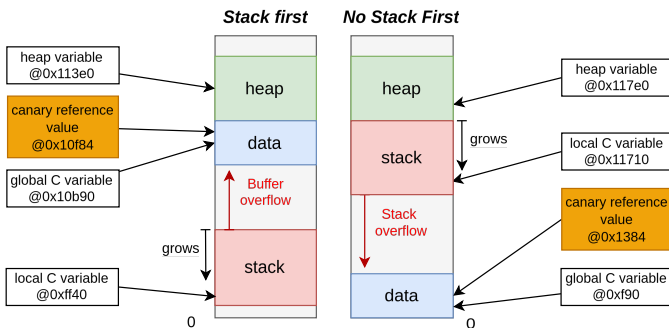 Stack first
No Stack First
heap variable
@0x113e0
canary reference
value
@0x10f84
global C variable
@0x10b90
local C variable
@0xff40
heap
data
Buffer
overflow
grows
stack
0
heap
stack
grows
Stack
overflow
data
0
heap variable
@0x117e0
local C variable
@0x11710
canary reference
value
@0x1384
global C variable
@0xf90